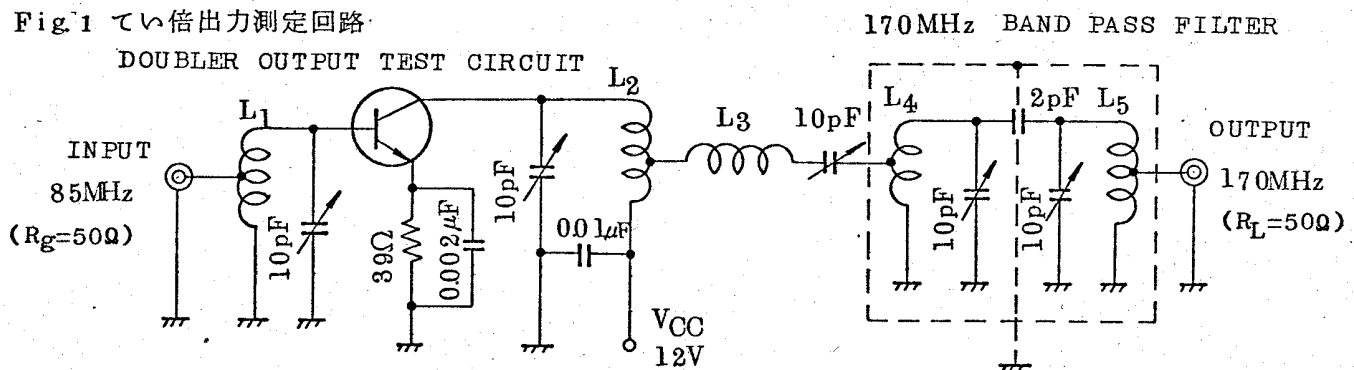 Fig.1 てい倍出力測定回路
DOUBLER OUTPUT TEST CIRCUIT
170MHz BAND PASS FILTER
L1
L2
L3
10pF
L4
2pF
L5
INPUT
85MHz
(Rg=50Ω)
10pF
39Ω
0.002μF
10pF
0.01μF
VCC
12V
10pF
10pF
OUTPUT
170MHz
(RL=50Ω)